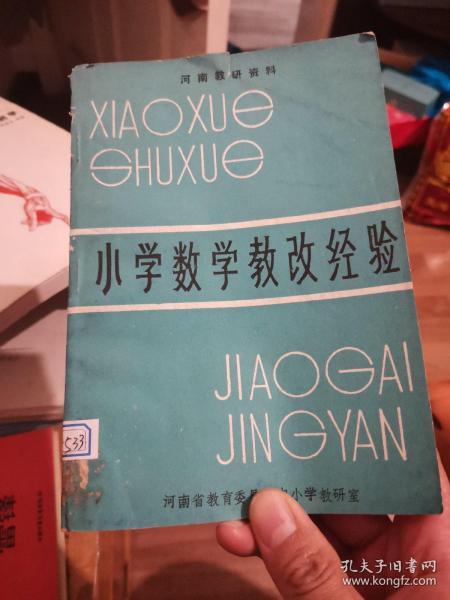 河南教研资料
XIAOXUE
SHUXUE
小学数学教改经验
JIAOGAI
JINGYAN
533
河南省教育委员 小学教研室
孔夫子旧书网
www.kongfz.com